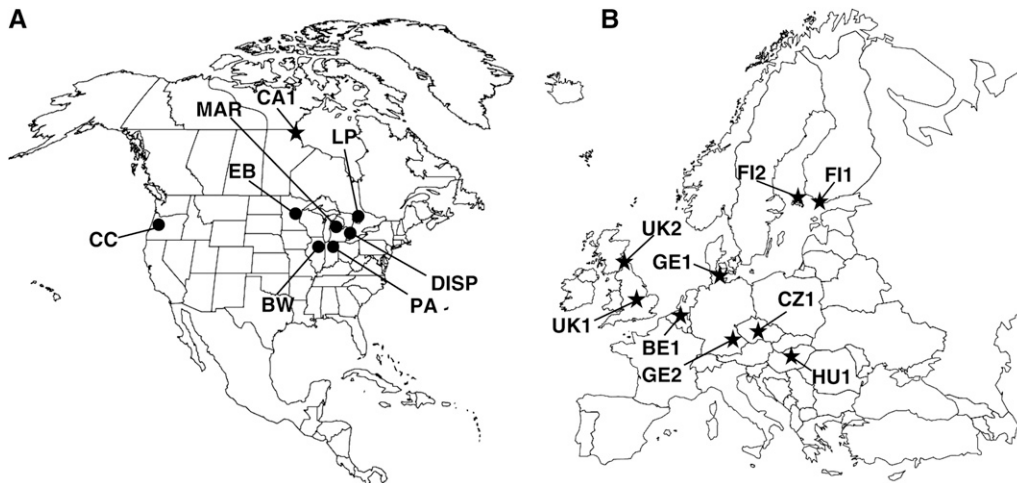 A
CA1
MAR
LP
EB
CC
BW
PA
DISP
B
FI2
FI1
UK2
GE1
CZ1
UK1
BE1
GE2
HU1